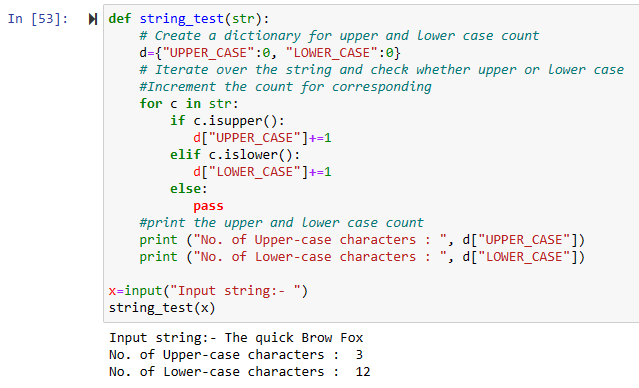 In [53]: def string_test(str):
    # Create a dictionary for upper and lower case count
    d={"UPPER_CASE":0, "LOWER_CASE":0}
    # Iterate over the string and check whether upper or lower case
    #Increment the count for corresponding
    for c in str:
        if c.isupper():
           d["UPPER_CASE"]+=1
        elif c.islower():
           d["LOWER_CASE"]+=1
        else:
           pass
    #print the upper and lower case count
    print ("No. of Upper-case characters : ", d["UPPER_CASE"])
    print ("No. of Lower-case characters : ", d["LOWER_CASE"])

x=input("Input string:- ")
string_test(x)
Input string:- The quick Brow Fox
No. of Upper-case characters :  3
No. of Lower-case characters :  12